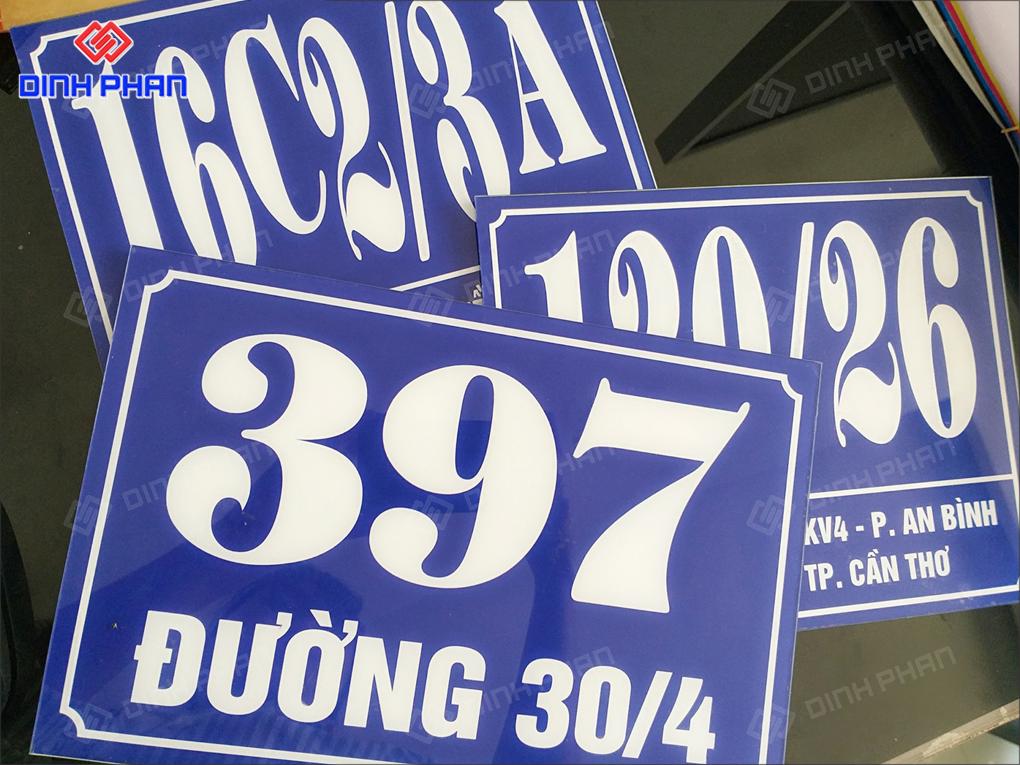 DINH PHAN
16C2/3A
120/26
KV4 - P. AN BÌNH
TP. CẦN THƠ
397
ĐƯỜNG 30/4